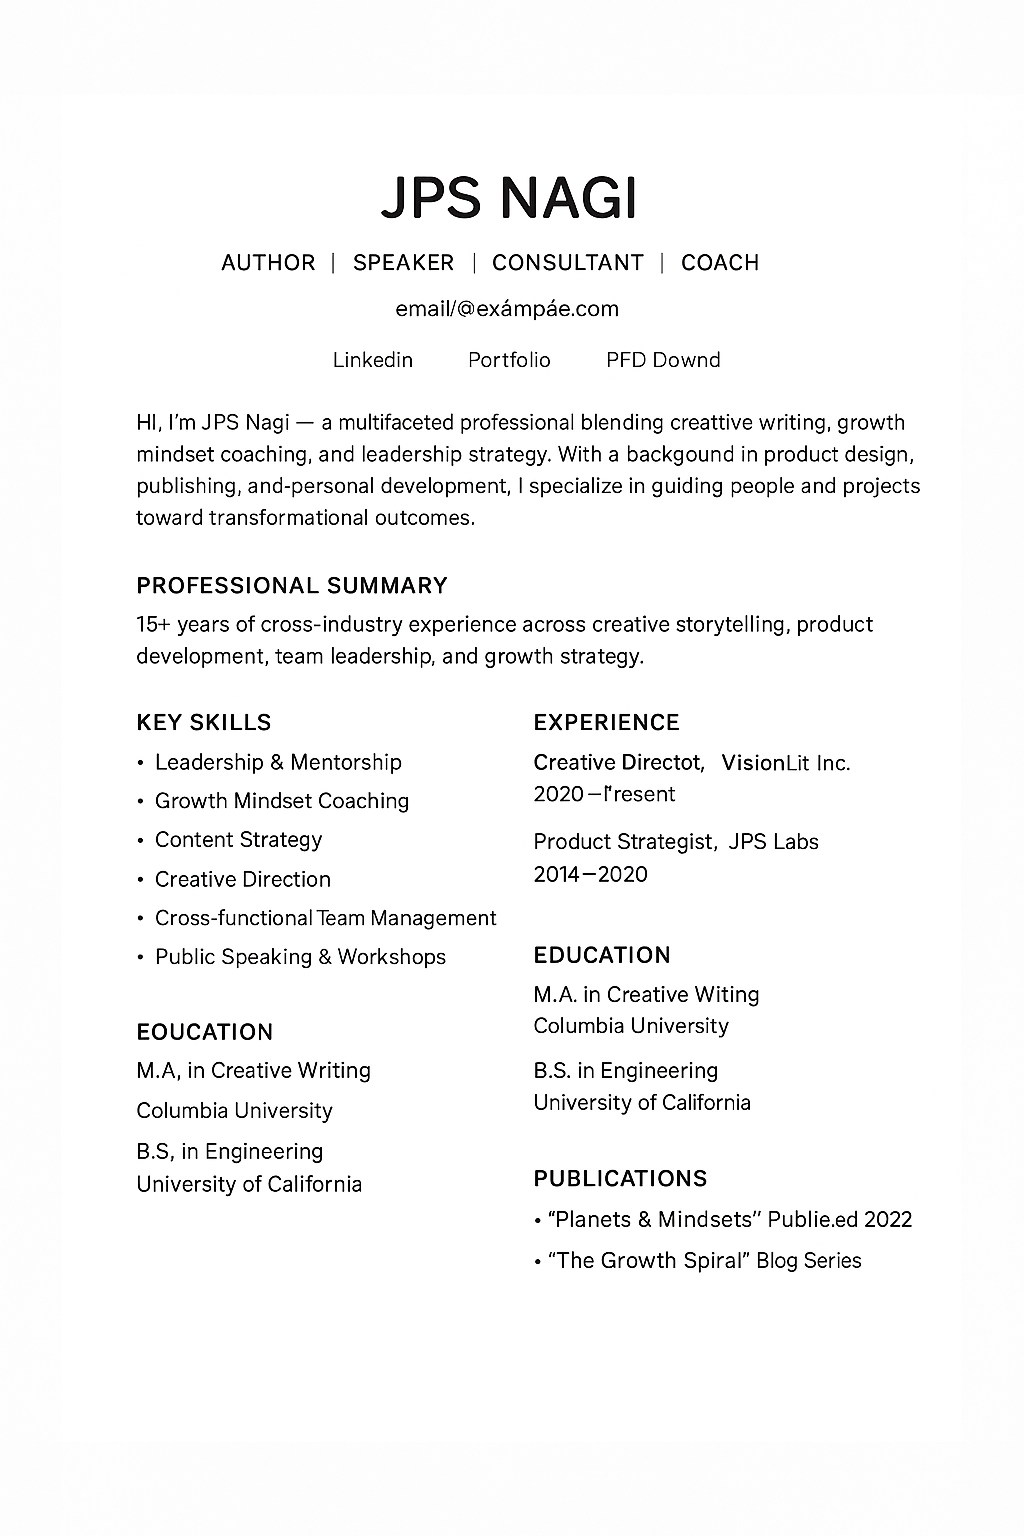 JPS NAGI
AUTHOR | SPEAKER | CONSULTANT | COACH
email/@exámpáe.com
Linkedin Portfolio PFD Downd
HI, I’m JPS Nagi — a multifaceted professional blending creattive writing, growth
mindset coaching, and leadership strategy. With a backgound in product design,
publishing, and-personal development, I specialize in guiding people and projects
toward transformational outcomes.
PROFESSIONAL SUMMARY
15+ years of cross-industry experience across creative storytelling, product
development, team leadership, and growth strategy.
KEY SKILLS
• Leadership & Mentorship
• Growth Mindset Coaching
• Content Strategy
• Creative Direction
• Cross-functional Team Management
• Public Speaking & Workshops
EOUCATION
M.A, in Creative Writing
Columbia University
B.S, in Engineering
University of California
EXPERIENCE
Creative Directot, VisionLit Inc.
2020–Present
Product Strategist, JPS Labs
2014–2020
EDUCATION
M.A. in Creative Witing
Columbia University
B.S. in Engineering
University of California
PUBLICATIONS
• “Planets & Mindsets” Publie.ed 2022
• “The Growth Spiral” Blog Series